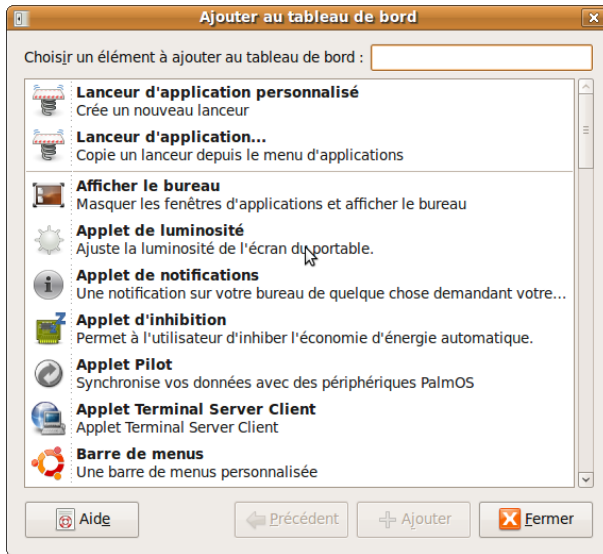 Ajouter au tableau de bord
Choisir un élément à ajouter au tableau de bord :
Lanceur d'application personnalisé
Crée un nouveau lanceur
Lanceur d'application...
Copie un lanceur depuis le menu d'applications
Afficher le bureau
Masquer les fenêtres d'applications et afficher le bureau
Applet de luminosité
Ajuste la luminosité de l'écran du portable.
Applet de notifications
Une notification sur votre bureau de quelque chose demandant votre...
Applet d'inhibition
Permet à l'utilisateur d'inhiber l'économie d'énergie automatique.
Applet Pilot
Synchronise vos données avec des périphériques PalmOS
Applet Terminal Server Client
Applet Terminal Server Client
Barre de menus
Une barre de menus personnalisée
Aide Précédent Ajouter Fermer